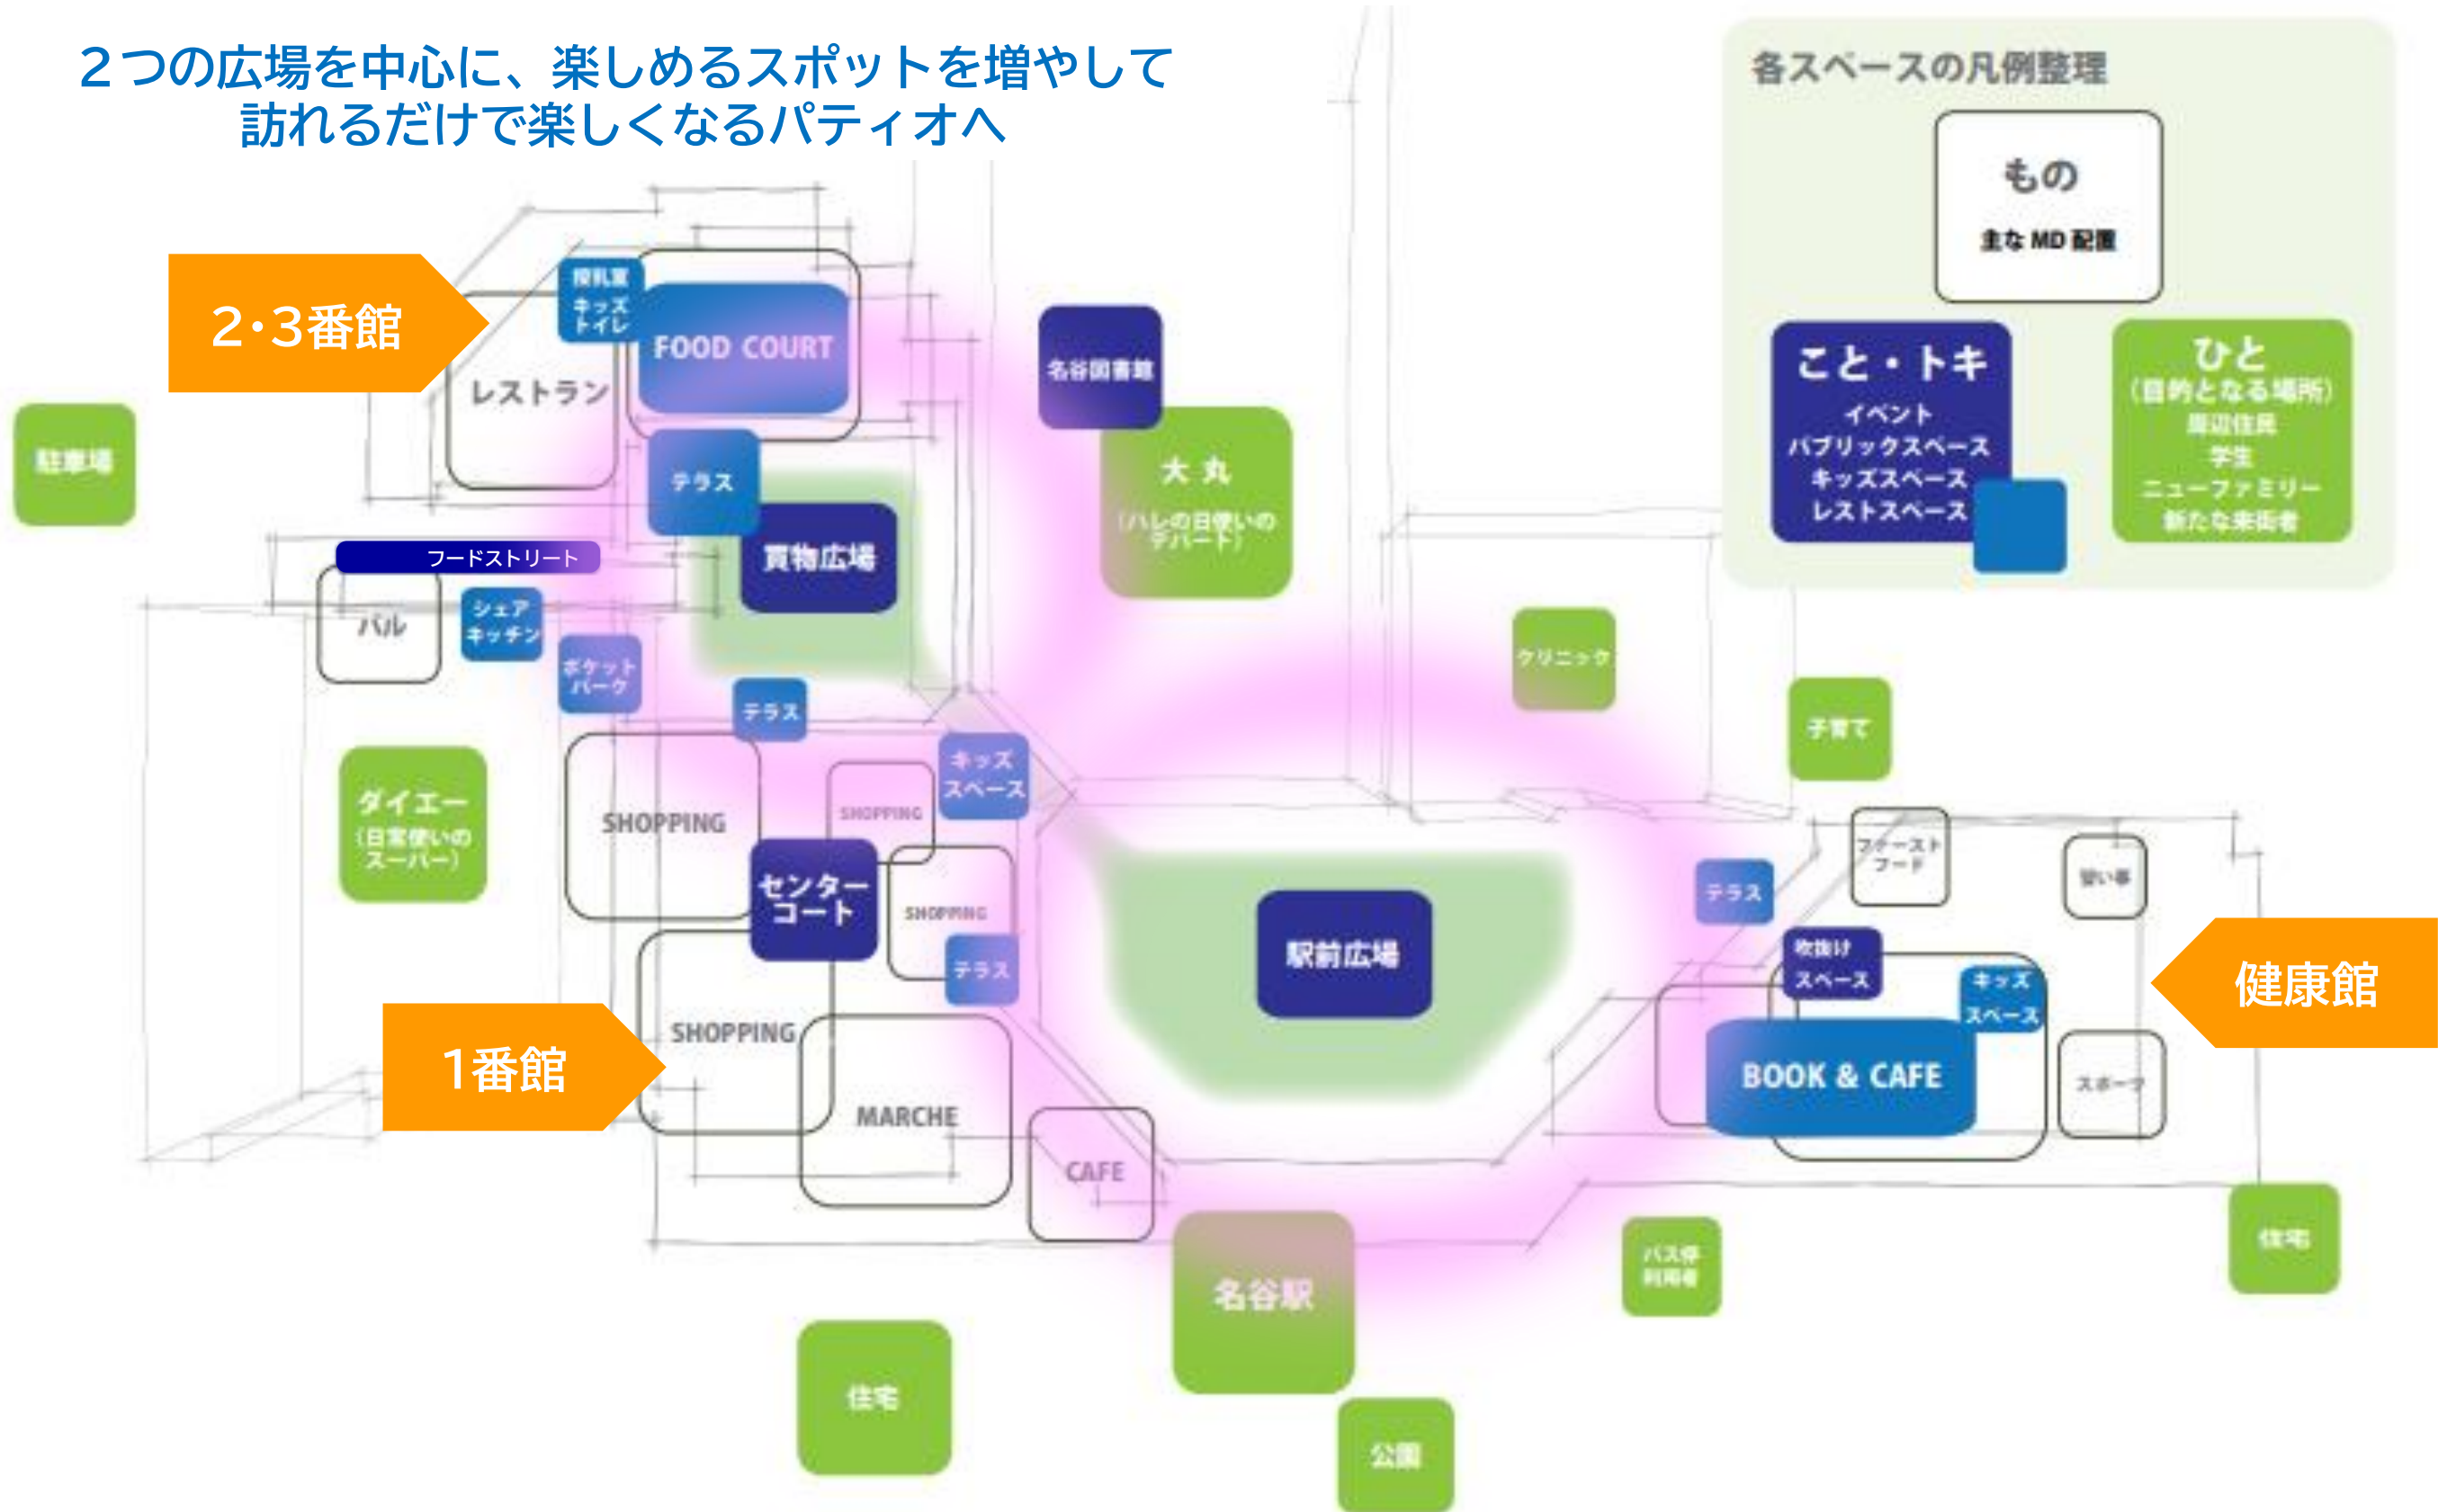 ２つの広場を中心に、楽しめるスポットを増やして
訪れるだけで楽しくなるパティオへ
各スペースの凡例整理
もの
主な MD 配置
こと・トキ
イベント
パブリックスペース
キッズスペース
レストスペース
ひと
（目的となる場所）
周辺住民
学生
ニューファミリー
新たな来街者
2・3番館
授乳室
キッズ
トイレ
FOOD COURT
レストラン
名谷図書館
駐車場
テラス
大 丸
（ハレの日使いの
デパート）
買物広場
フードストリート
バル
シェア
キッチン
ポケット
パーク
テラス
クリニック
子育て
ダイエー
（日常使いの
スーパー）
SHOPPING
SHOPPING
キッズ
スペース
センター
コート
SHOPPING
テラス
駅前広場
テラス
ファースト
フード
習い事
吹抜け
スペース
キッズ
スペース
健康館
1番館
SHOPPING
MARCHE
BOOK & CAFE
スポーツ
CAFE
名谷駅
バス停
利用者
住宅
住宅
公園